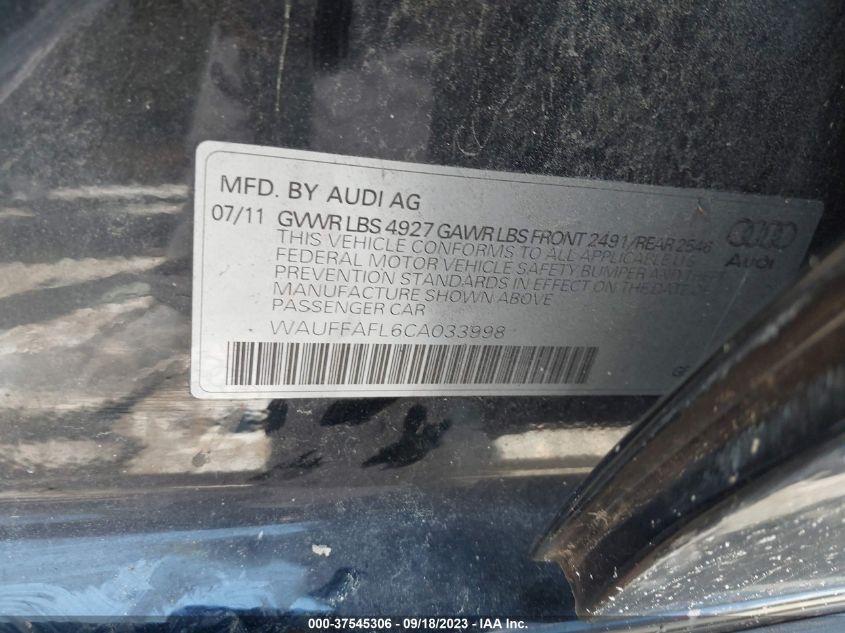 MFD. BY AUDI AG
07/11 GVWR LBS 4927 GAWR LBS FRONT 2491/REAR 2546
THIS VEHICLE CONFORMS TO ALL APPLICABLE
FEDERAL MOTOR VEHICLE SAFETY, BUMPER AND
PREVENTION STANDARDS IN EFFECT ON THE DATE OF
MANUFACTURE SHOWN ABOVE
PASSENGER CAR
WAUFFAFL6CA033998
Audi
000-37545306 - 09/18/2023 - IAA Inc.